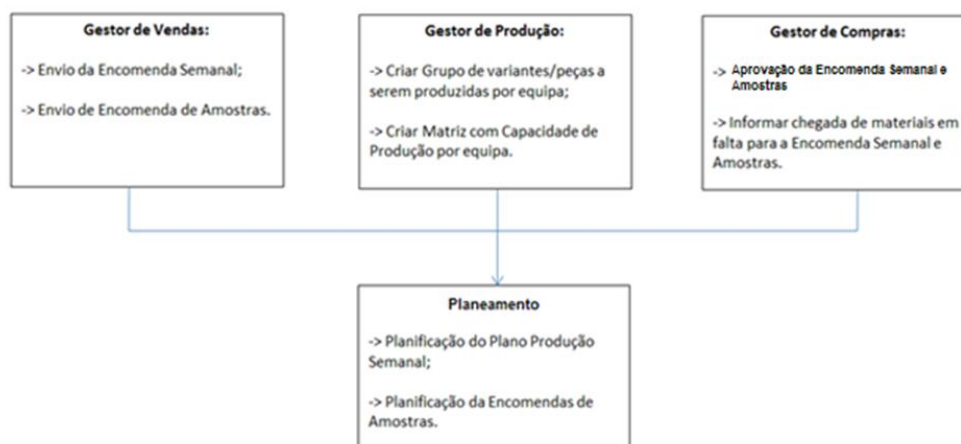 Gestor de Vendas:
-> Envio da Encomenda Semanal;
-> Envio de Encomenda de Amostras.
Gestor de Produção:
-> Criar Grupo de variantes/peças a
serem produzidas por equipa;
-> Criar Matriz com Capacidade de
Produção por equipa.
Gestor de Compras:
-> Aprovação da Encomenda Semanal e
Amostras
-> Informar chegada de materiais em
falta para a Encomenda Semanal e
Amostras.
Planeamento
-> Planificação do Plano Produção
Semanal;
-> Planificação da Encomendas de
Amostras.